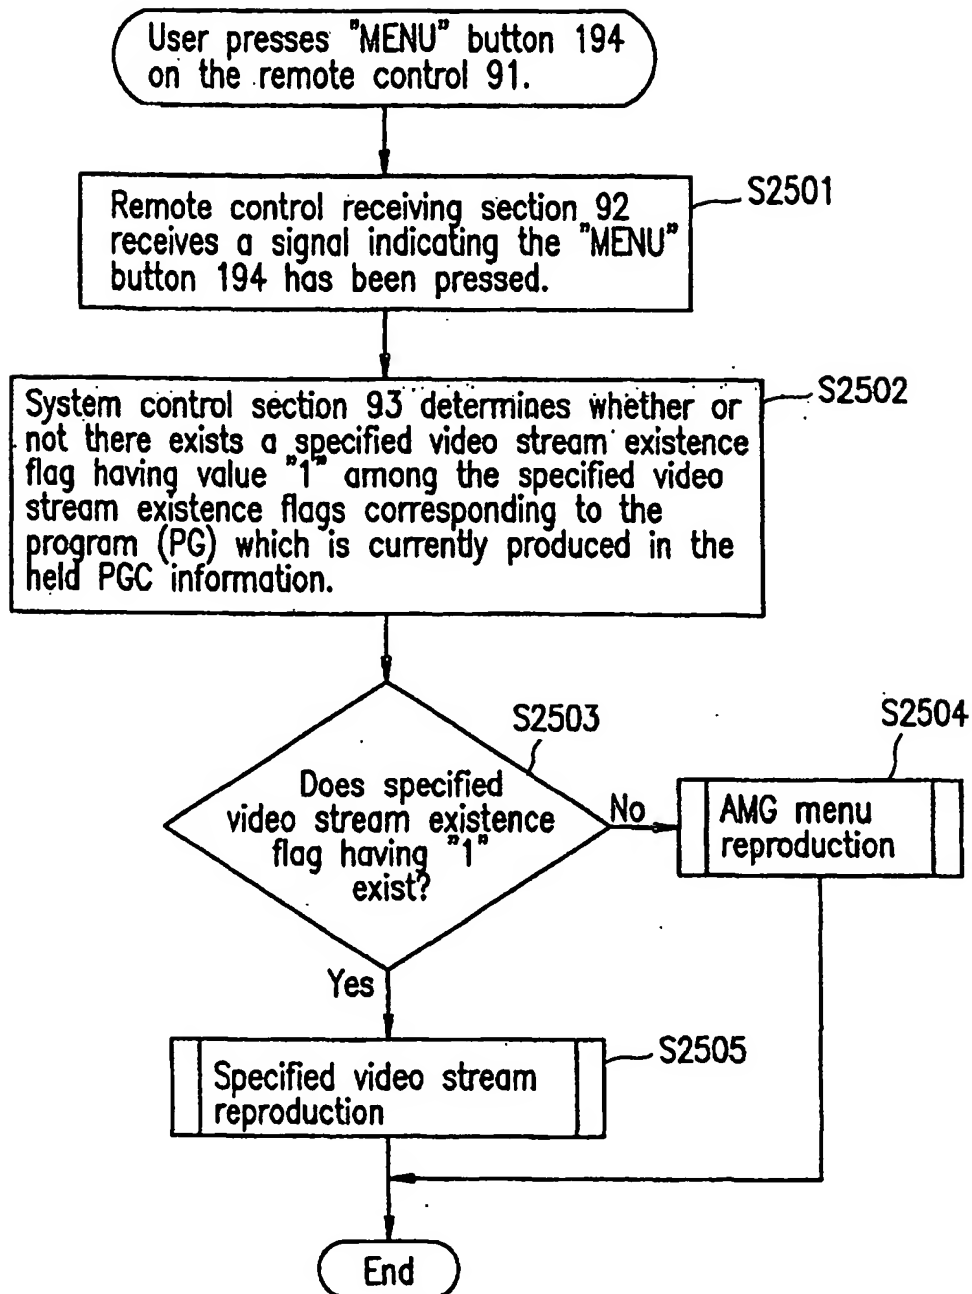 User presses "MENU" button 194
on the remote control 91.
S2501
Remote control receiving section 92
receives a signal indicating the "MENU"
button 194 has been pressed.
S2502
System control section 93 determines whether or
not there exists a specified video stream existence
flag having value "1" among the specified video
stream existence flags corresponding to the
program (PG) which is currently produced in the
held PGC information.
S2503
Does specified
video stream existence
flag having "1"
exist?
No
S2504
AMG menu
reproduction
Yes
S2505
Specified video stream
reproduction
End